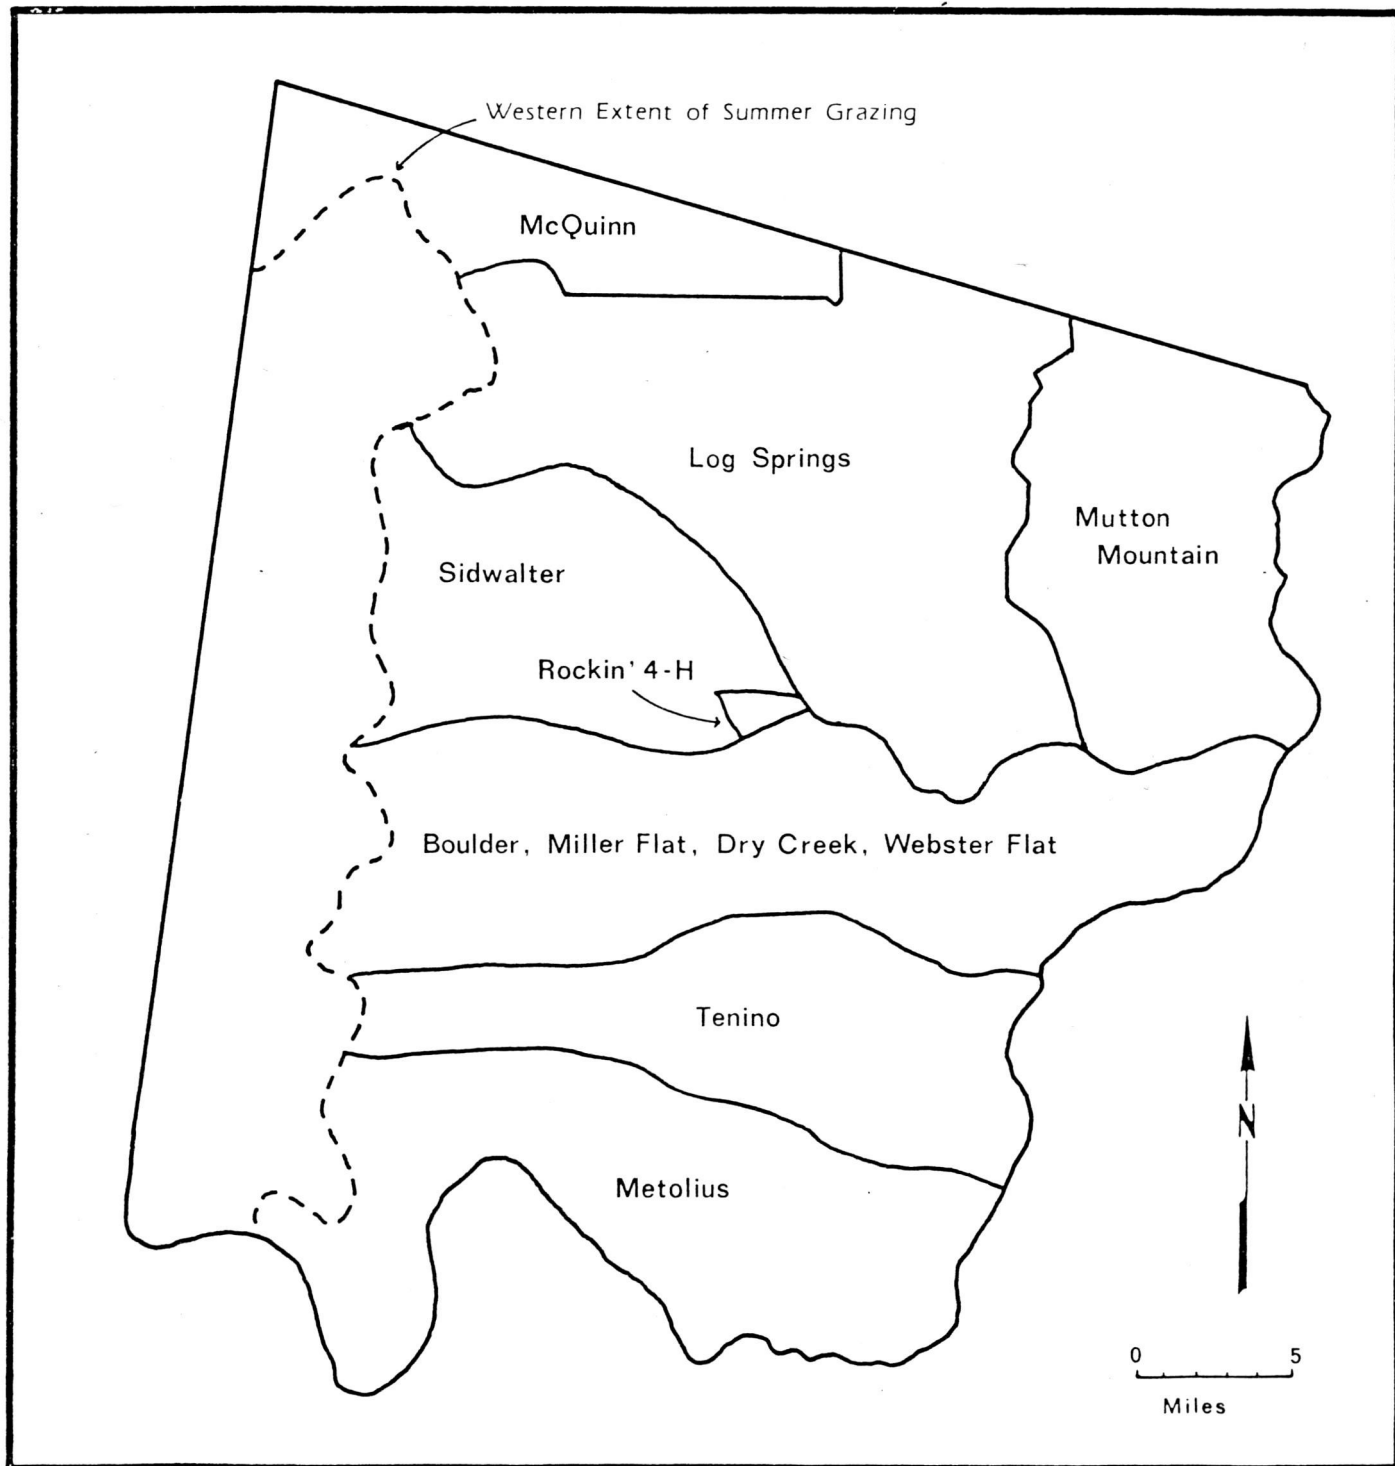 Western Extent of Summer Grazing
McQuinn
Log Springs
Mutton
Mountain
Sidwalter
Rockin' 4-H
Boulder, Miller Flat, Dry Creek, Webster Flat
Tenino
N
Metolius
0 5
Miles